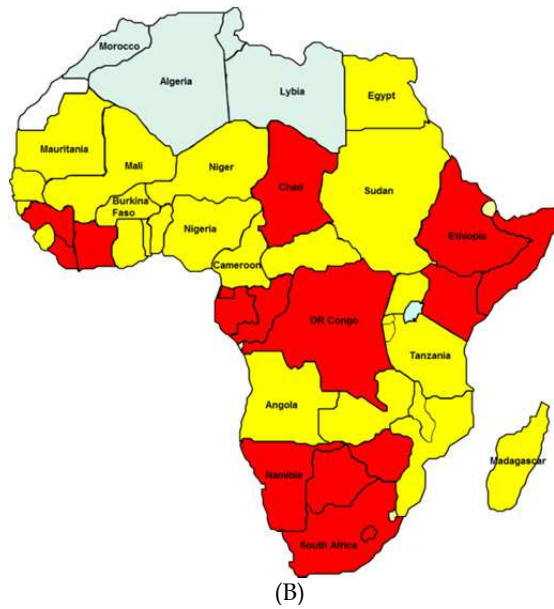 Morocco
Algeria
Lybia
Egypt
Mauritania
Mali
Niger
Chad
Sudan
Burkina
Faso
Nigeria
Ethiopia
Cameroon
DR Congo
Tanzania
Angola
Madagascar
Namibia
South Africa
(B)